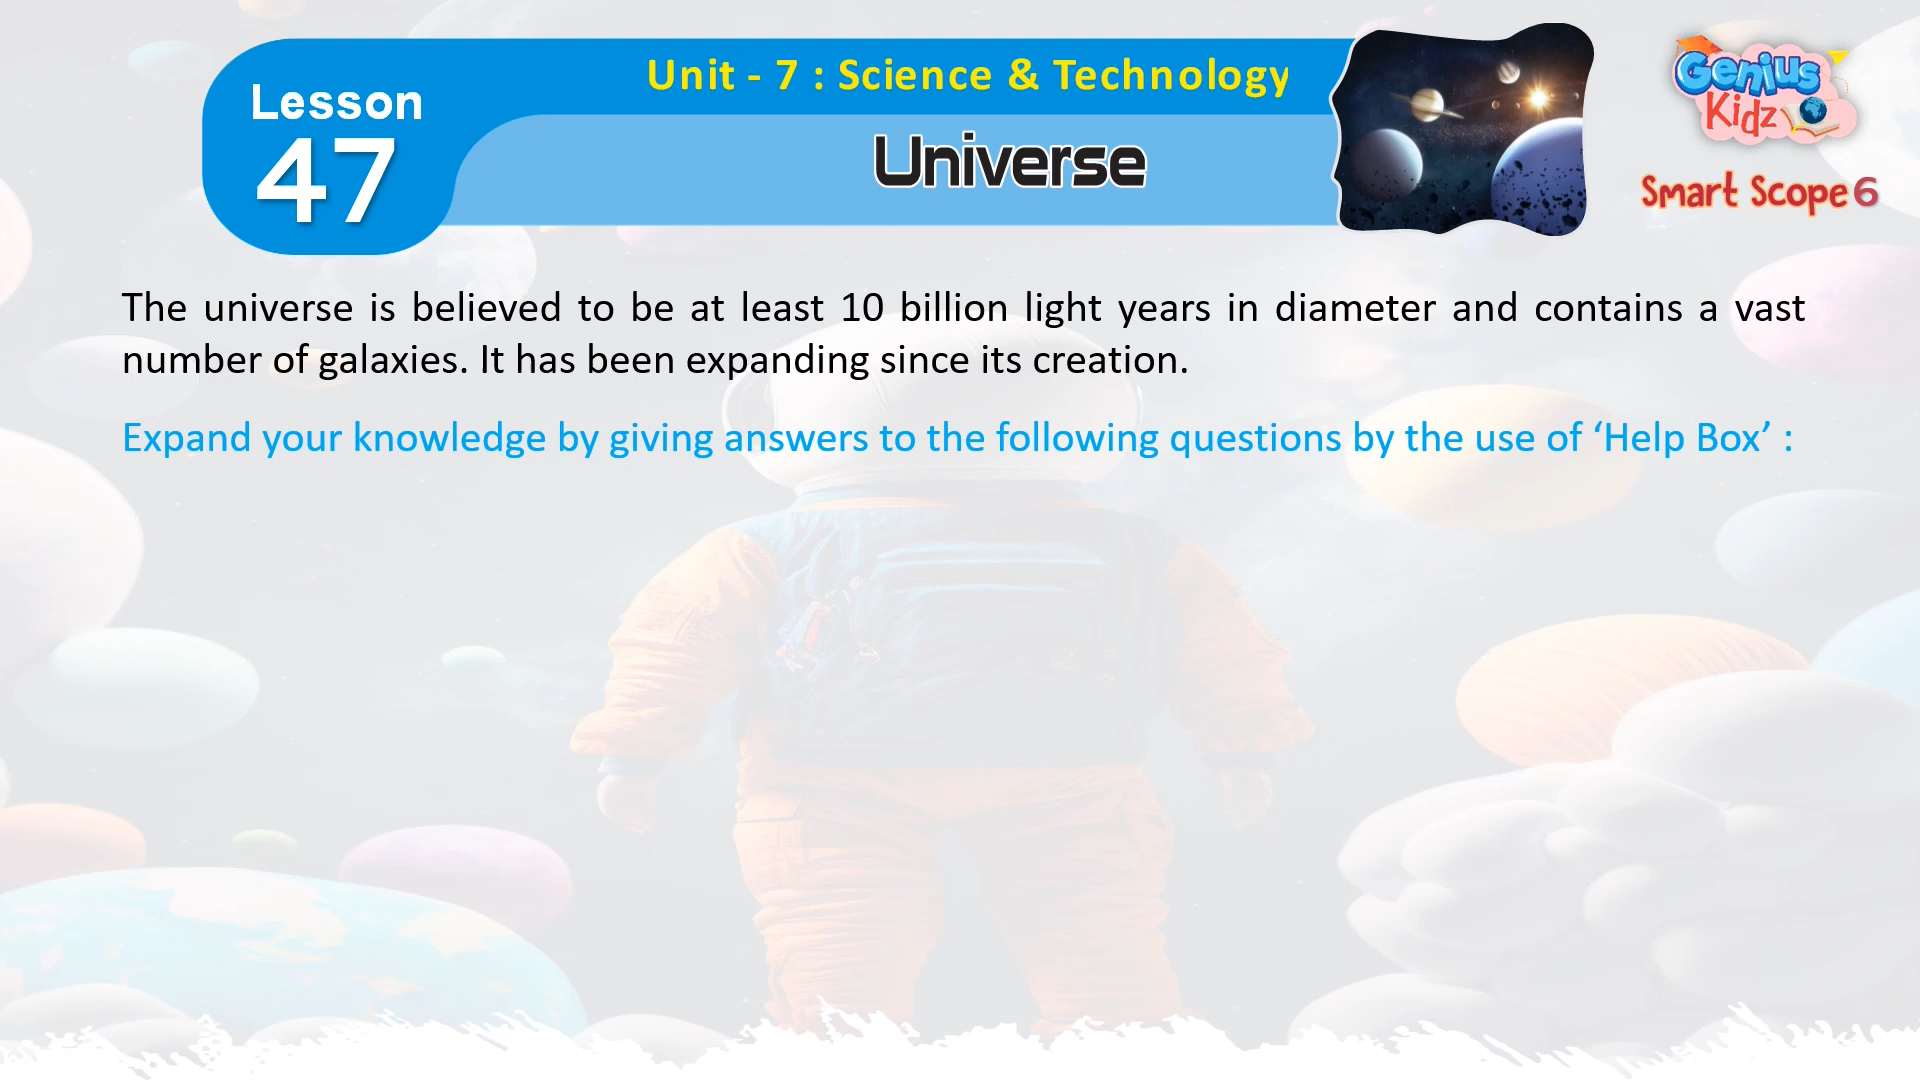 Unit - 7 : Science & Technology
Lesson
47
Universe
Genius
Kidz
Smart Scope 6
The universe is believed to be at least 10 billion light years in diameter and contains a vast
number of galaxies. It has been expanding since its creation.
Expand your knowledge by giving answers to the following questions by the use of ‘Help Box’ :